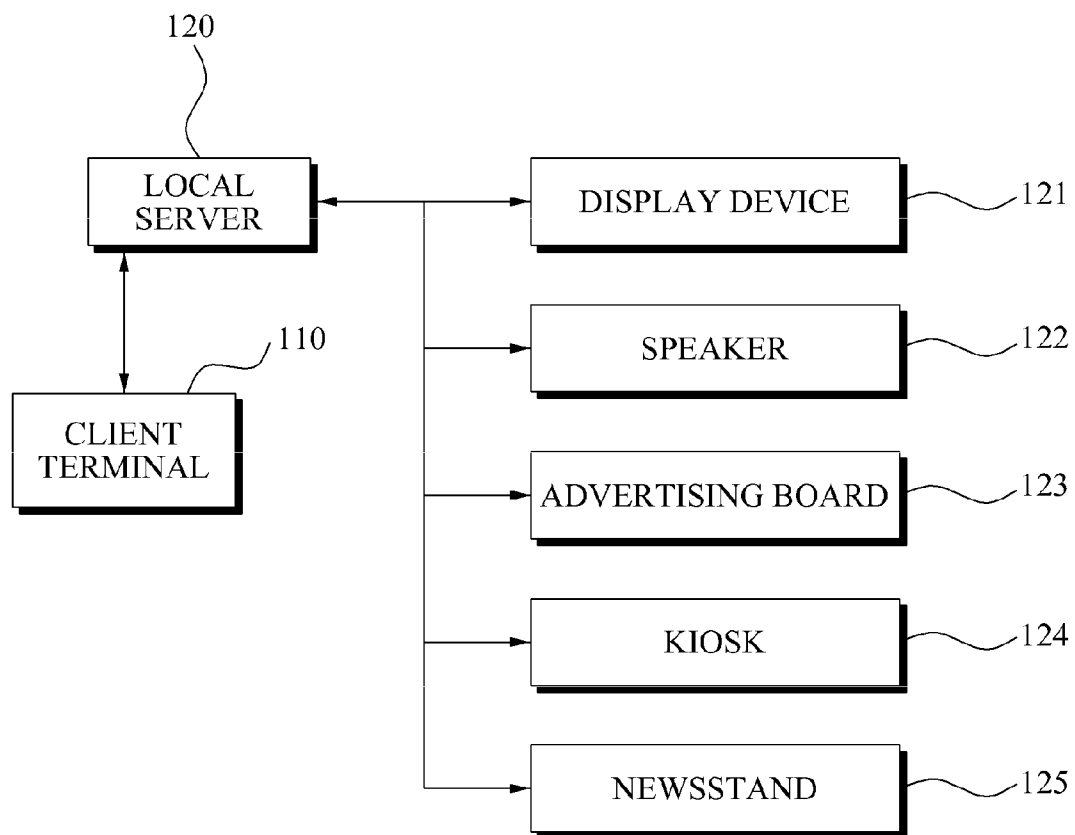 120
LOCAL
SERVER
DISPLAY DEVICE
121
110
SPEAKER
122
CLIENT
TERMINAL
ADVERTISING BOARD
123
KIOSK
124
NEWSSTAND
125